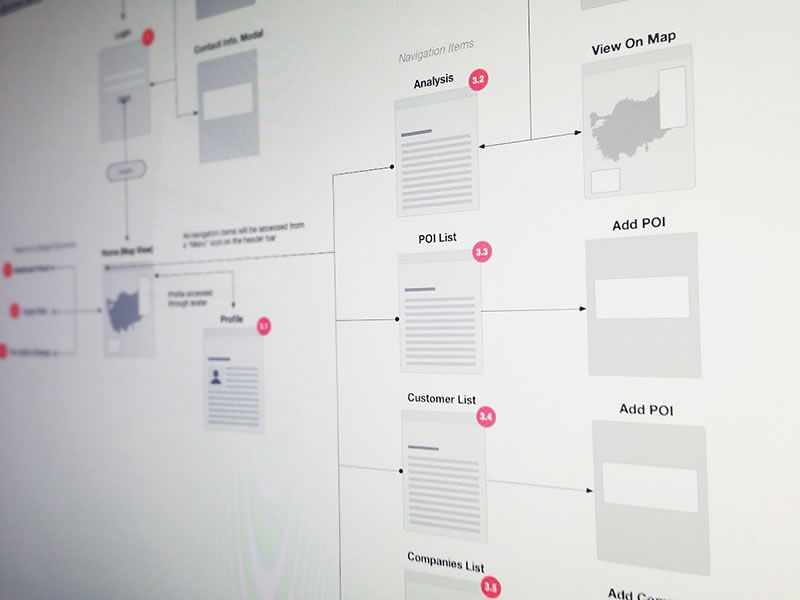 Login
Contact Info. Modal
Navigation Items
Analysis
3.2
View On Map
POI List
3.3
Add POI
All navigation items will be accessed from
a "Menu" icon on the header bar
Home (Map View)
Profile accessed
through avatar
Profile
3.1
Customer List
3.4
Add POI
Companies List
3.5
Add